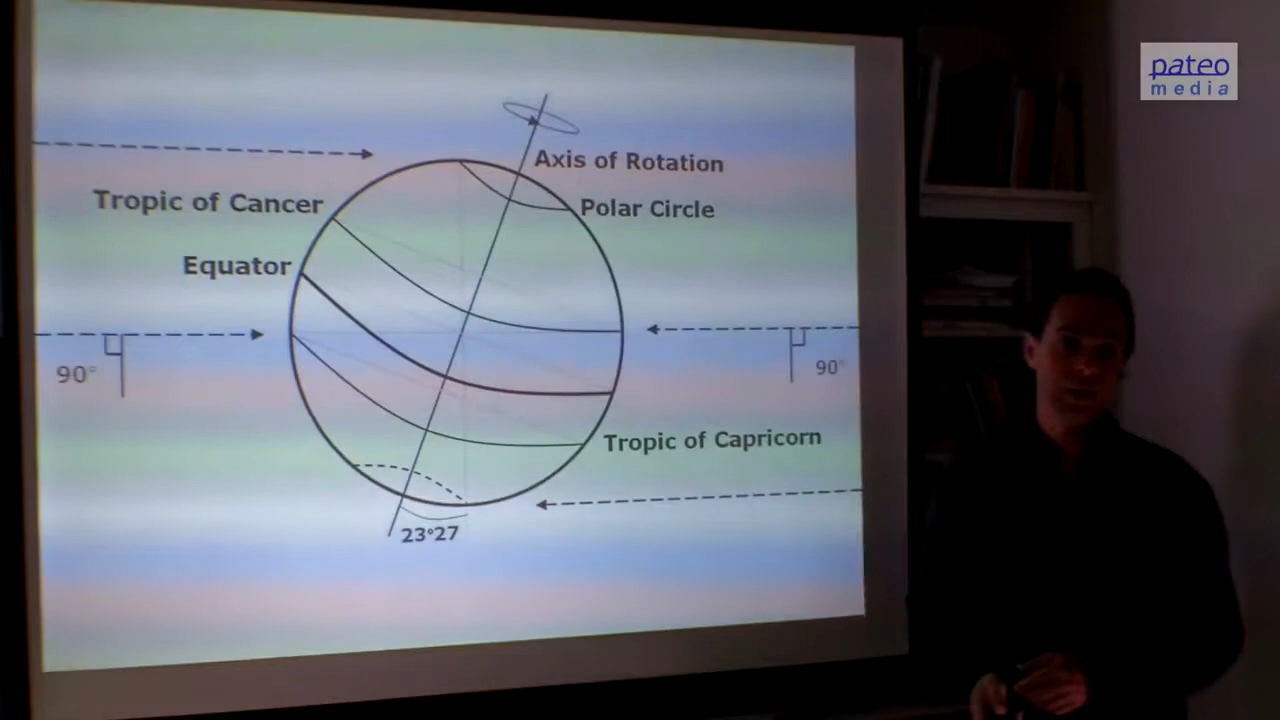 pateo
media
Axis of Rotation
Tropic of Cancer
Polar Circle
Equator
90°
90°
Tropic of Capricorn
23°27